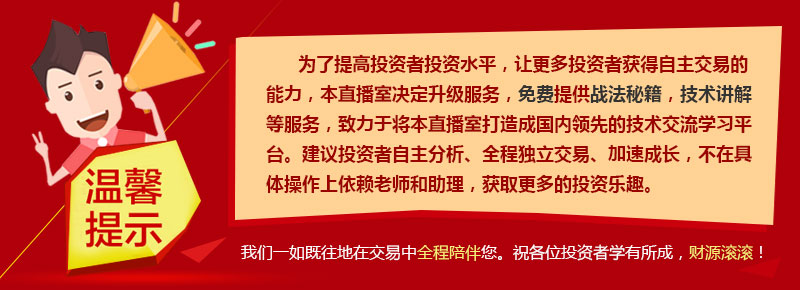 温馨
提示
为了提高投资者投资水平，让更多投资者获得自主交易的
能力，本直播室决定升级服务，免费提供战法秘籍，技术讲解
等服务，致力于将本直播室打造成国内领先的技术交流学习平
台。建议投资者自主分析、全程独立交易、加速成长，不在具
体操作上依赖老师和助理，获取更多的投资乐趣。
我们一如既往地在交易中全程陪伴您。祝各位投资者学有所成，财源滚滚！